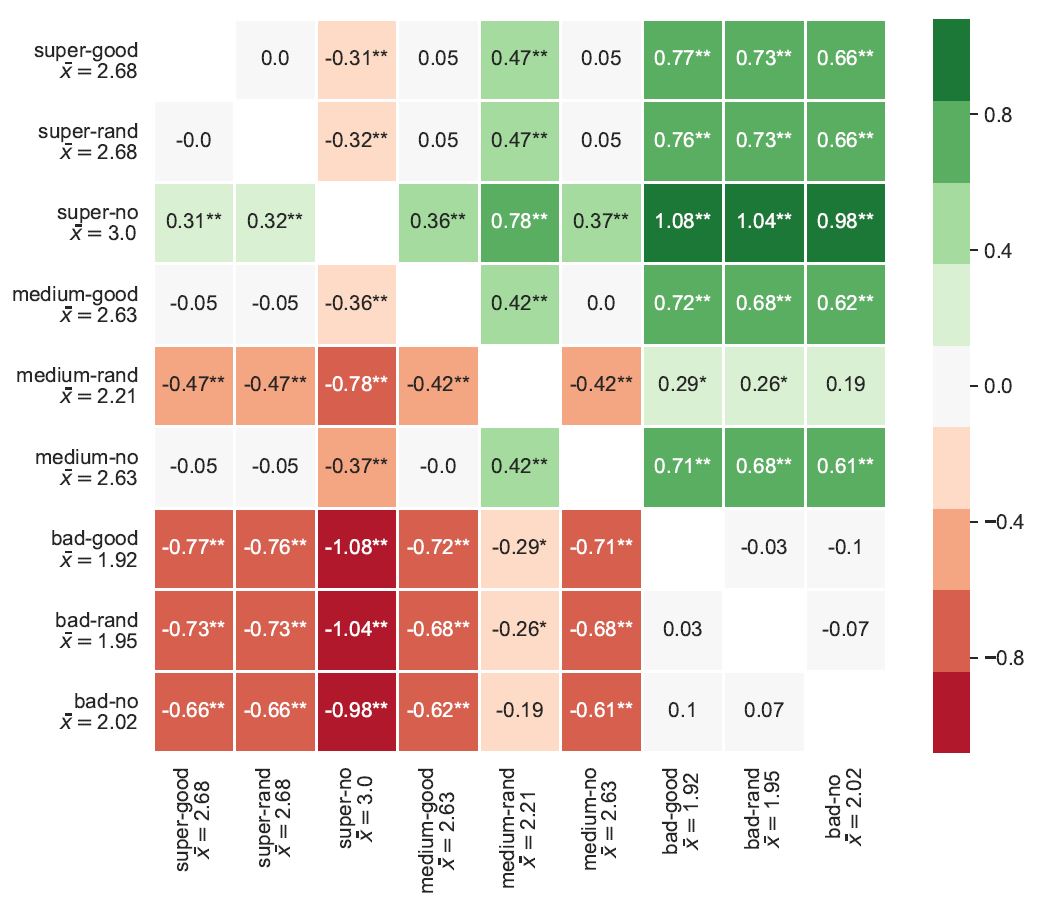 super-good
x̄ = 2.68
0.0 -0.31** 0.05 0.47** 0.05 0.77** 0.73** 0.66**
super-rand
x̄ = 2.68
-0.0 -0.32** 0.05 0.47** 0.05 0.76** 0.73** 0.66**
super-no
x̄ = 3.0
0.31** 0.32** 0.36** 0.78** 0.37** 1.08** 1.04** 0.98**
medium-good
x̄ = 2.63
-0.05 -0.05 -0.36** 0.42** 0.0 0.72** 0.68** 0.62**
medium-rand
x̄ = 2.21
-0.47** -0.47** -0.78** -0.42** -0.42** 0.29* 0.26* 0.19
medium-no
x̄ = 2.63
-0.05 -0.05 -0.37** -0.0 0.42** 0.71** 0.68** 0.61**
bad-good
x̄ = 1.92
-0.77** -0.76** -1.08** -0.72** -0.29* -0.71** -0.03 -0.1
bad-rand
x̄ = 1.95
-0.73** -0.73** -1.04** -0.68** -0.26* -0.68** 0.03 -0.07
bad-no
x̄ = 2.02
-0.66** -0.66** -0.98** -0.62** -0.19 -0.61** 0.1 0.07
super-good
x̄ = 2.68
super-rand
x̄ = 2.68
super-no
x̄ = 3.0
medium-good
x̄ = 2.63
medium-rand
x̄ = 2.21
medium-no
x̄ = 2.63
bad-good
x̄ = 1.92
bad-rand
x̄ = 1.95
bad-no
x̄ = 2.02
0.8
0.4
0.0
−0.4
−0.8